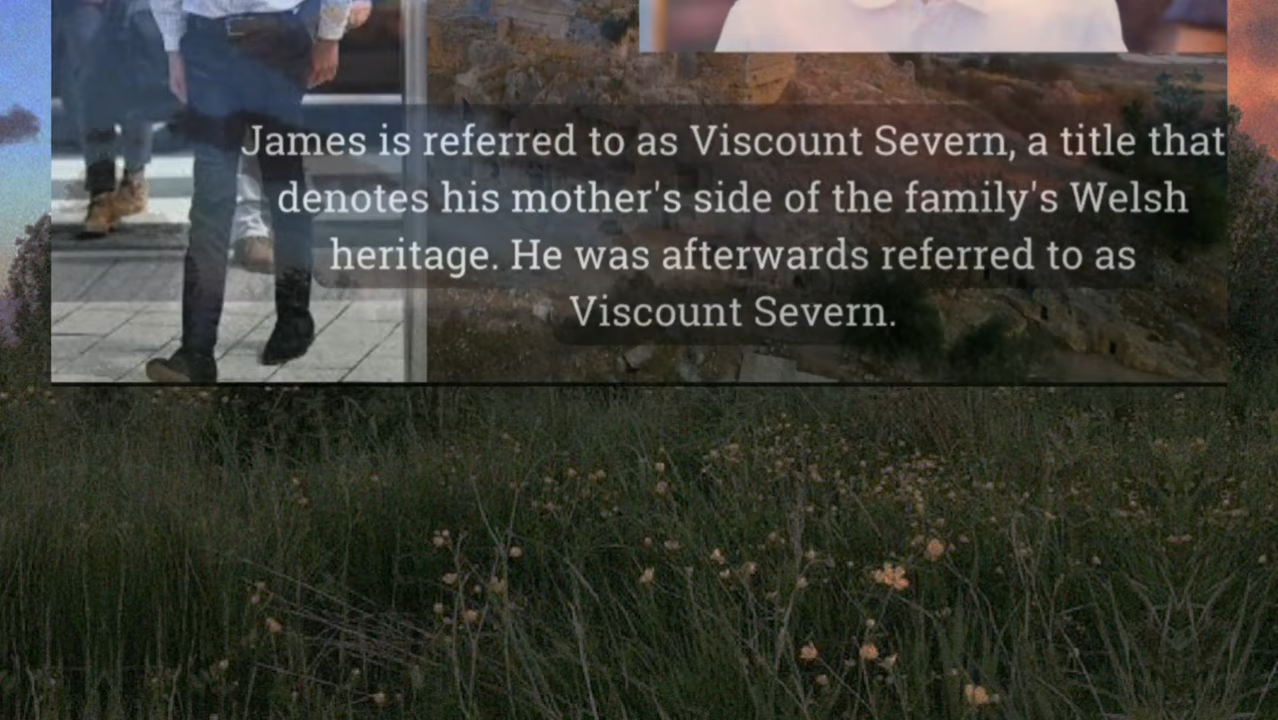 James is referred to as Viscount Severn, a title that
denotes his mother's side of the family's Welsh
heritage. He was afterwards referred to as
Viscount Severn.